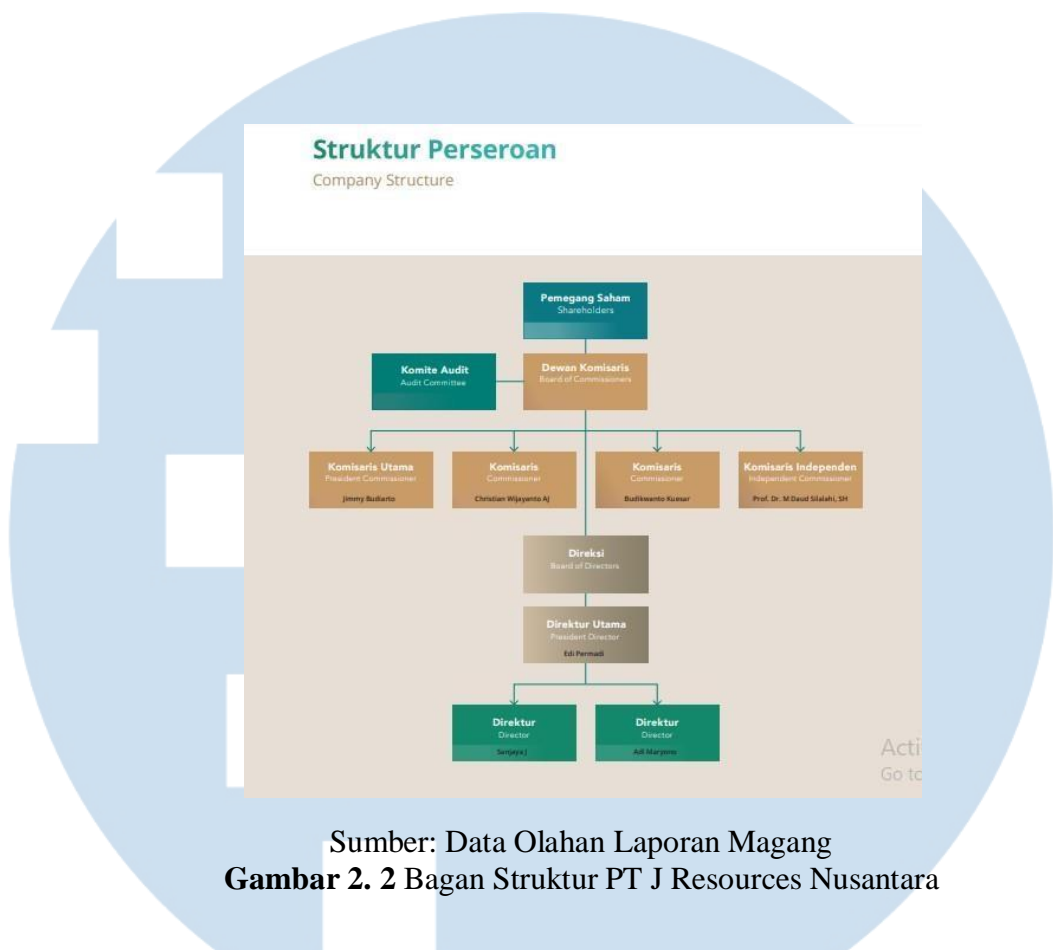 Struktur Perseroan
Company Structure
Pemegang Saham
Shareholders
Komite Audit
Audit Committee
Dewan Komisaris
Board of Commissioners
Komisaris Utama
President Commissioner
Jimmy Budiarto
Komisaris
Commissioner
Christian Wijayanto AJ
Komisaris
Commissioner
Budikwanto Kuesar
Komisaris Independen
Independent Commissioner
Prof. Dr. M.Daud Silalahi, SH
Direksi
Board of Directors
Direktur Utama
President Director
Edi Permadi
Direktur
Director
Sanjaya J
Direktur
Director
Adi Maryono
Acti
Go to
Sumber: Data Olahan Laporan Magang
Gambar 2. 2 Bagan Struktur PT J Resources Nusantara